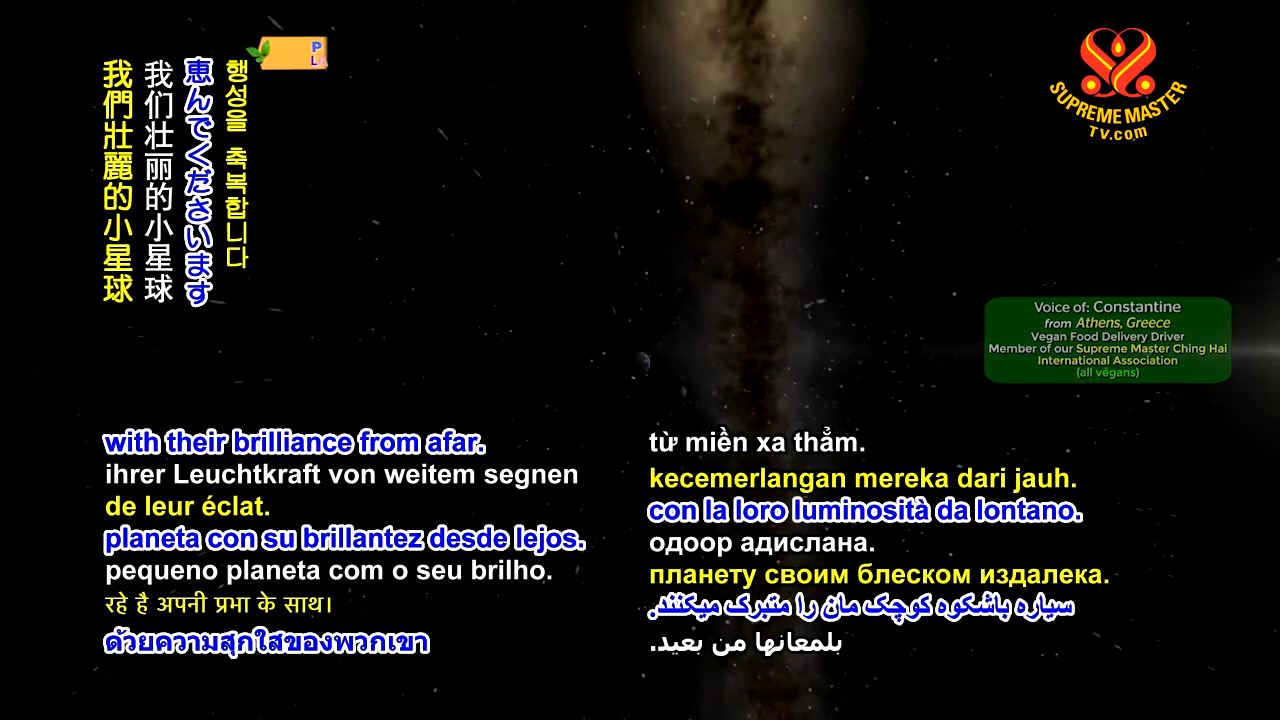 我們壯麗的小星球
我们壮丽的小星球
恵んでくださいます
행성을 축복합니다
P
L
SUPREME MASTER
TV.com
Voice of: Constantine
from Athens, Greece
Vegan Food Delivery Driver
Member of our Supreme Master Ching Hai
International Association
(all vegans)
with their brilliance from afar.
ihrer Leuchtkraft von weitem segnen
de leur éclat.
planeta con su brillantez desde lejos.
pequeno planeta com o seu brilho.
रहे है अपनी प्रभा के साथ।
ด้วยความสุกใสของพวกเขา
từ miền xa thẳm.
kecemerlangan mereka dari jauh.
con la loro luminosità da lontano.
одоор адислана.
планету своим блеском издалека.
سیاره باشکوه کوچک مان را متبرک میکنند.
بلمعانها من بعيد.